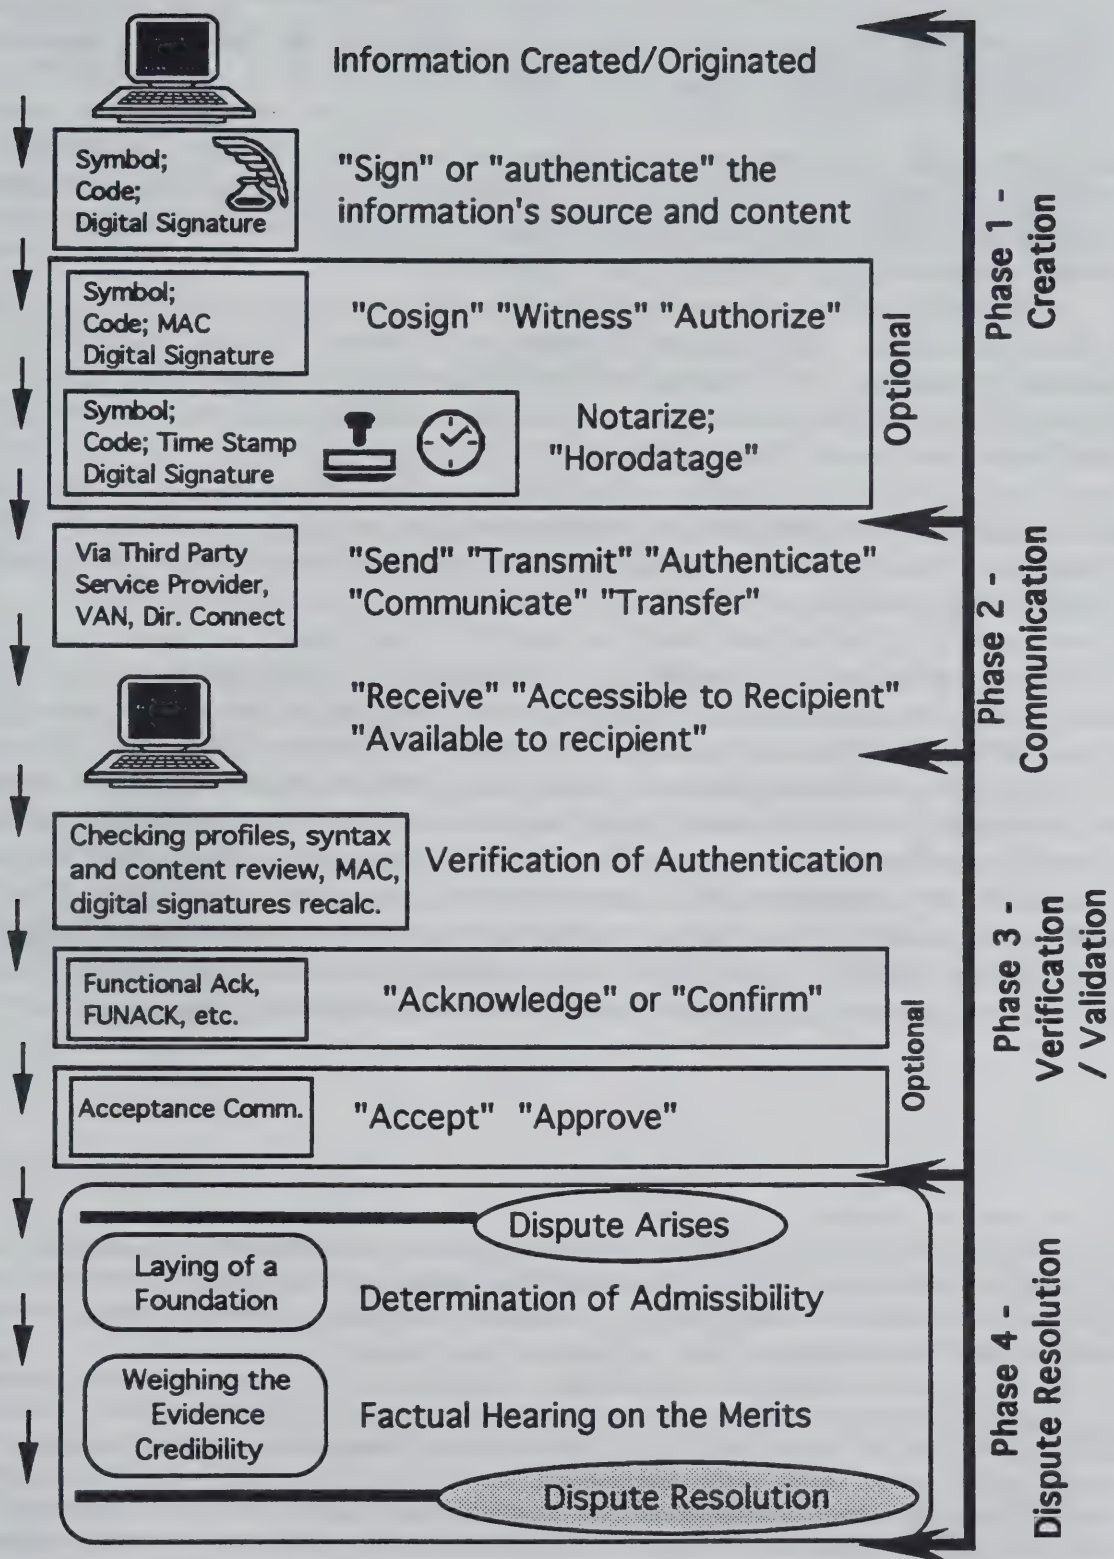 Information Created/Originated
Symbol;
Code;
Digital Signature
"Sign" or "authenticate" the
information's source and content
Symbol;
Code; MAC
Digital Signature
"Cosign" "Witness" "Authorize"
Symbol;
Code; Time Stamp
Digital Signature
Notarize;
"Horodatage"
Optional
Phase 1 -
Creation
Via Third Party
Service Provider,
VAN, Dir. Connect
"Send" "Transmit" "Authenticate"
"Communicate" "Transfer"
"Receive" "Accessible to Recipient"
"Available to recipient"
Phase 2 -
Communication
Checking profiles, syntax
and content review, MAC,
digital signatures recalc.
Verification of Authentication
Functional Ack,
FUNACK, etc.
"Acknowledge" or "Confirm"
Acceptance Comm.
"Accept" "Approve"
Optional
Phase 3 -
Verification
/ Validation
Dispute Arises
Laying of a
Foundation
Determination of Admissibility
Weighing the
Evidence
Credibility
Factual Hearing on the Merits
Dispute Resolution
Phase 4 -
Dispute Resolution